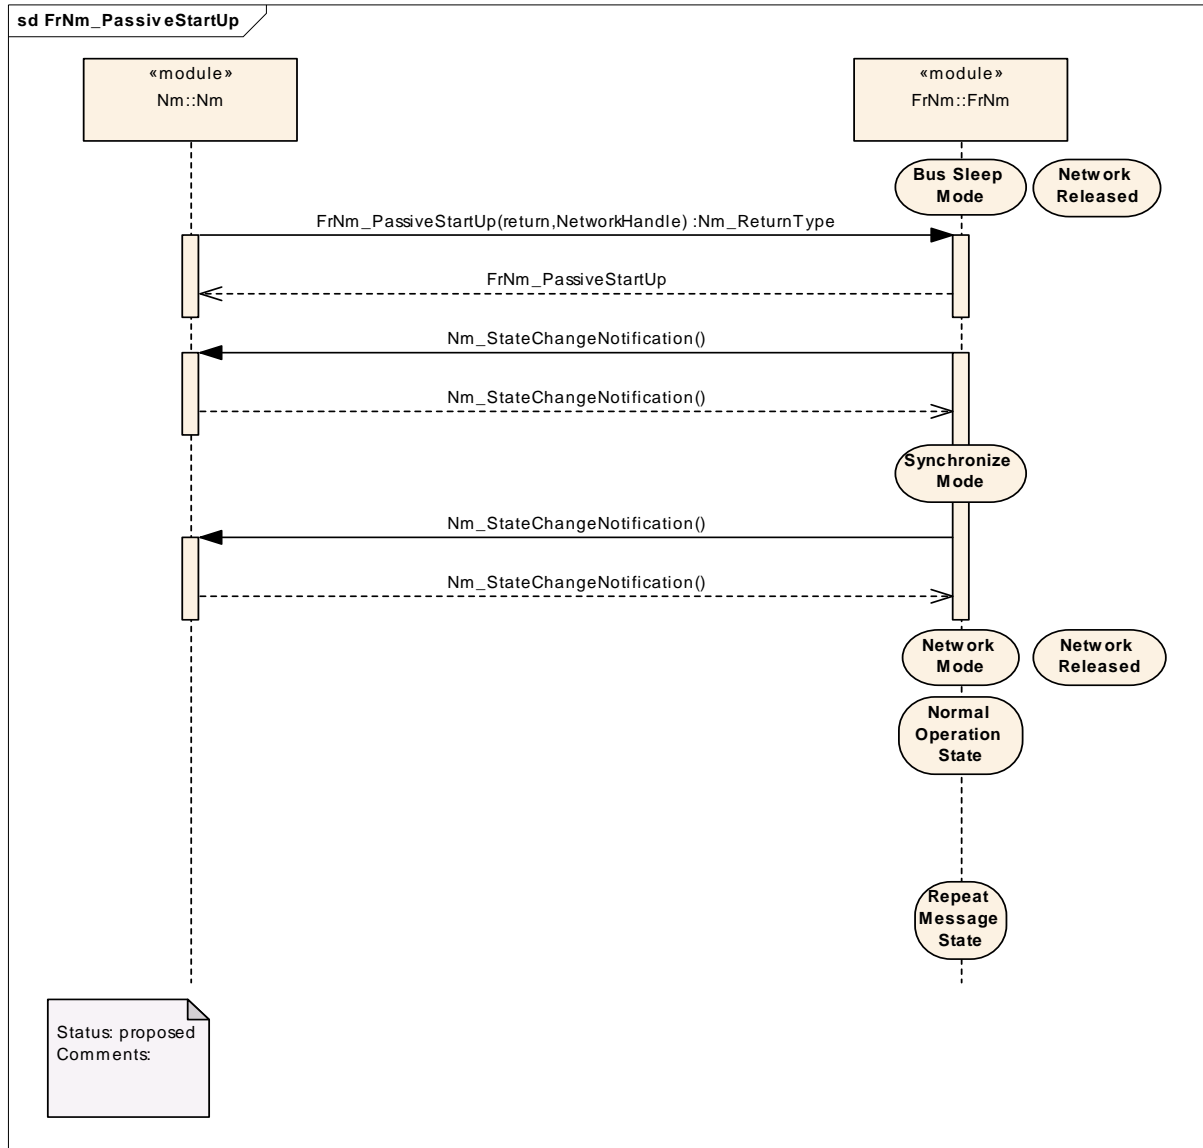 sd FrNm_PassiveStartUp
«module»
Nm::Nm
«module»
FrNm::FrNm
Bus Sleep
Mode
Network
Released
FrNm_PassiveStartUp(return,NetworkHandle) :Nm_ReturnType
FrNm_PassiveStartUp
Nm_StateChangeNotification()
Nm_StateChangeNotification()
Synchronize
Mode
Nm_StateChangeNotification()
Nm_StateChangeNotification()
Network
Mode
Network
Released
Normal
Operation
State
Repeat
Message
State
Status: proposed
Comments: